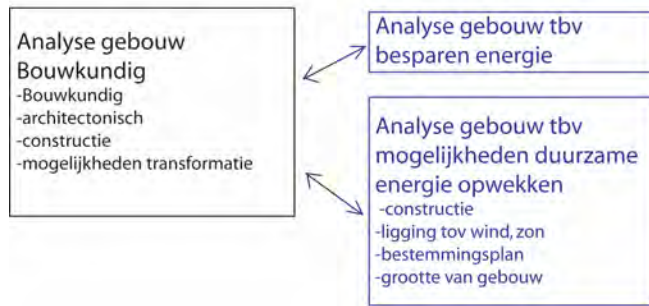 Analyse gebouw
Bouwkundig
-Bouwkundig
-architectonisch
-constructie
-mogelijkheden transformatie
Analyse gebouw tbv
besparen energie
Analyse gebouw tbv
mogelijkheden duurzame
energie opwekken
-constructie
-ligging tov wind, zon
-bestemmingsplan
-grootte van gebouw